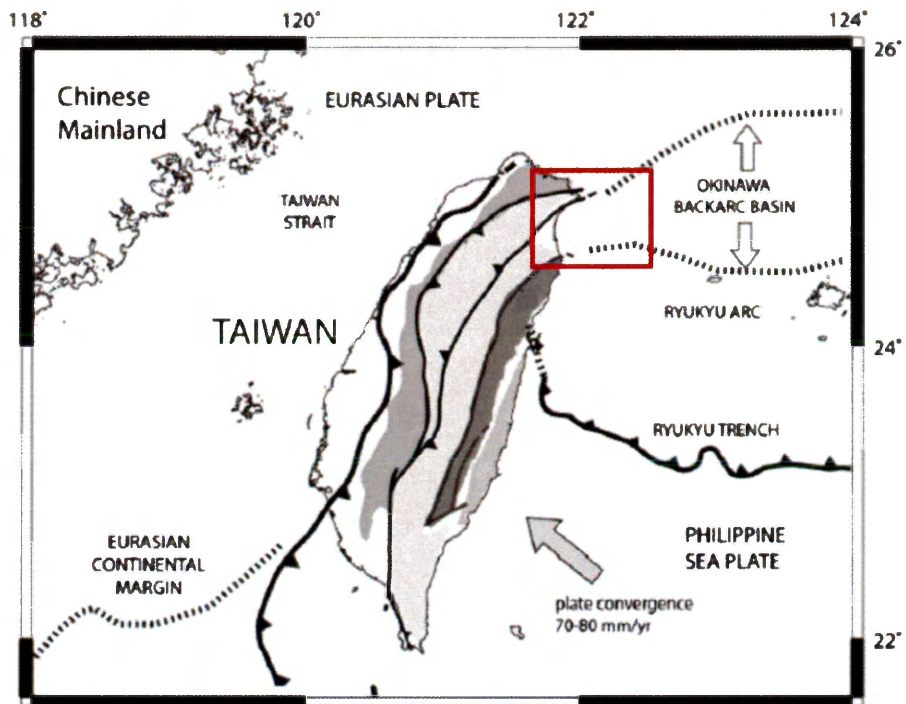 118° 120° 122° 124°
26°
Chinese
Mainland
EURASIAN PLATE
TAIWAN
STRAIT
OKINAWA
BACKARC BASIN
RYUKYU ARC
TAIWAN
24°
RYUKYU TRENCH
EURASIAN
CONTINENTAL
MARGIN
PHILIPPINE
SEA PLATE
plate convergence
70-80 mm/yr
22°